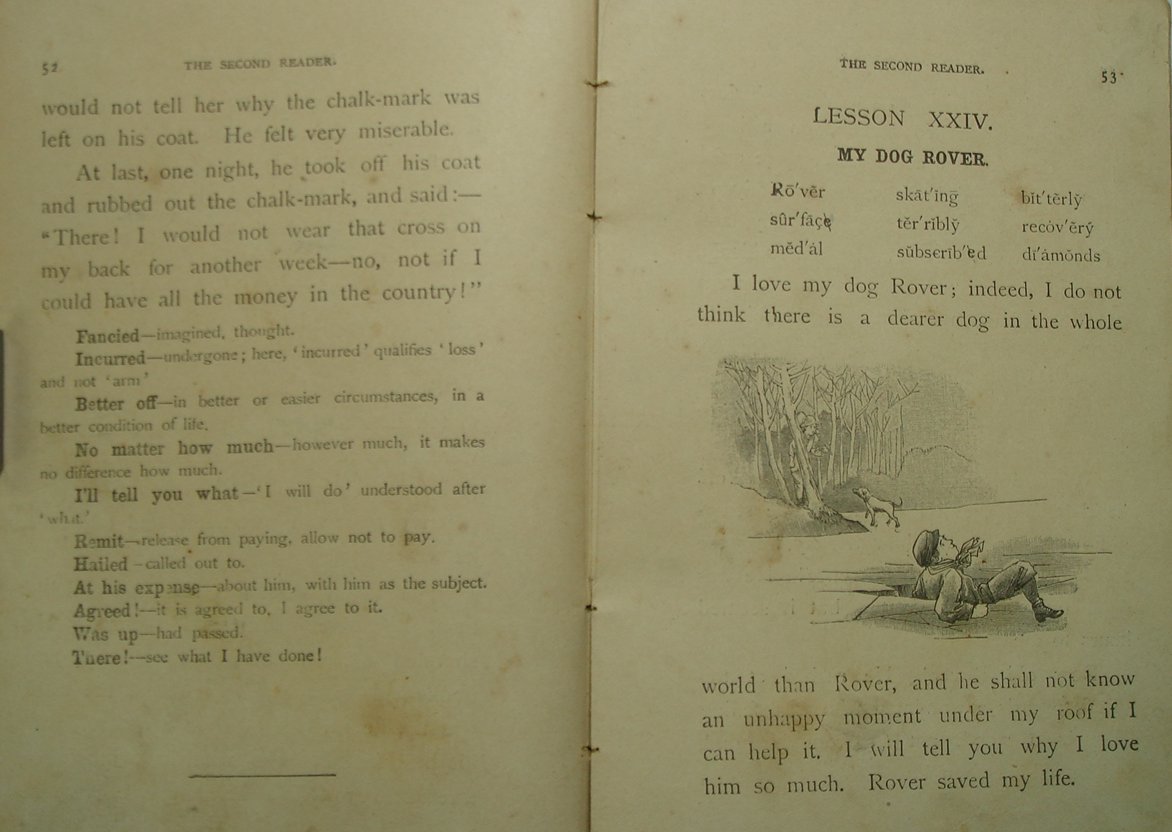 52
THE SECOND READER.
would not tell her why the chalk-mark was
left on his coat. He felt very miserable.
At last, one night, he took off his coat
and rubbed out the chalk-mark, and said:—
"There! I would not wear that cross on
my back for another week—no, not if I
could have all the money in the country!"
Fancied—imagined, thought.
Incurred—undergone; here, 'incurred' qualifies 'loss'
and not 'arm'
Better off—in better or easier circumstances, in a
better condition of life.
No matter how much—however much, it makes
no difference how much.
I'll tell you what—'I will do' understood after
'what.'
Remit—release from paying, allow not to pay.
Hailed—called out to.
At his expense—about him, with him as the subject.
Agreed!—it is agreed to, I agree to it.
Was up—had passed.
There!—see what I have done!
THE SECOND READER.
53
LESSON XXIV.
MY DOG ROVER.
Rō′vẽr skāt′ing̅ bĭt′tẽrlў
sûr′fāçe tĕr′rĭblў recóv′ẽrў
mĕd′ál sŭbscrīb′ed dī′ámȯnds
I love my dog Rover; indeed, I do not
think there is a dearer dog in the whole
world than Rover, and he shall not know
an unhappy moment under my roof if I
can help it. I will tell you why I love
him so much. Rover saved my life.